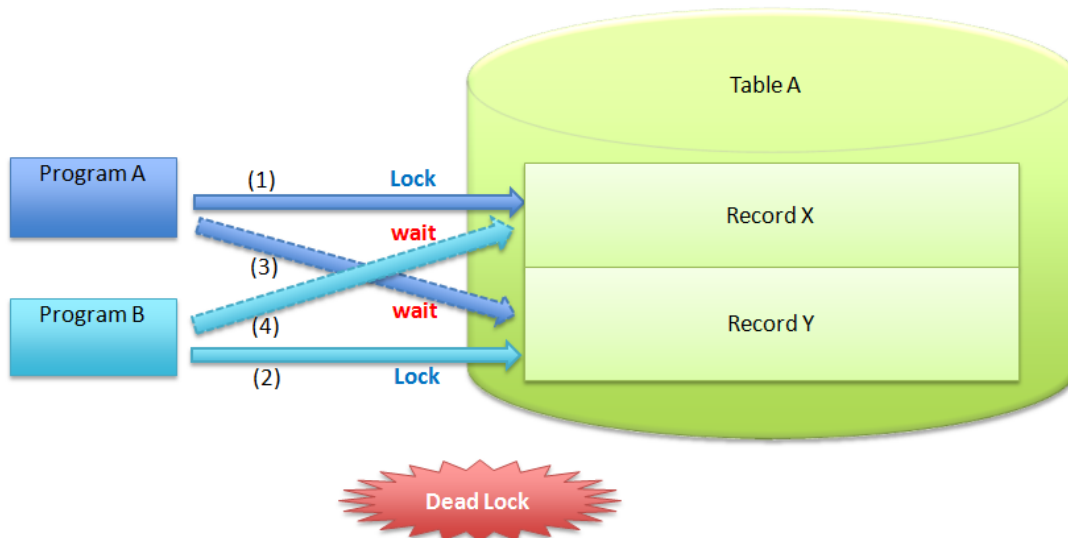 Table A
Program A
(1)
Lock
Record X
wait
(3)
Program B
wait
Record Y
(4)
(2)
Lock
Dead Lock